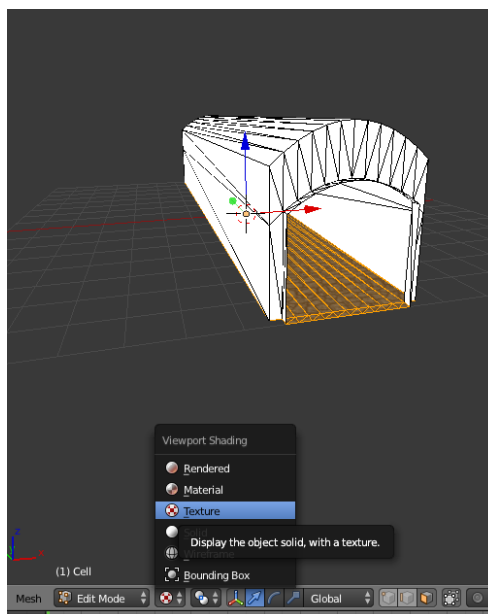 Viewport Shading
Rendered
Material
Texture
Display the object solid, with a texture.
Wireframe
Bounding Box
z
(1) Cell
Mesh
Edit Mode
Global